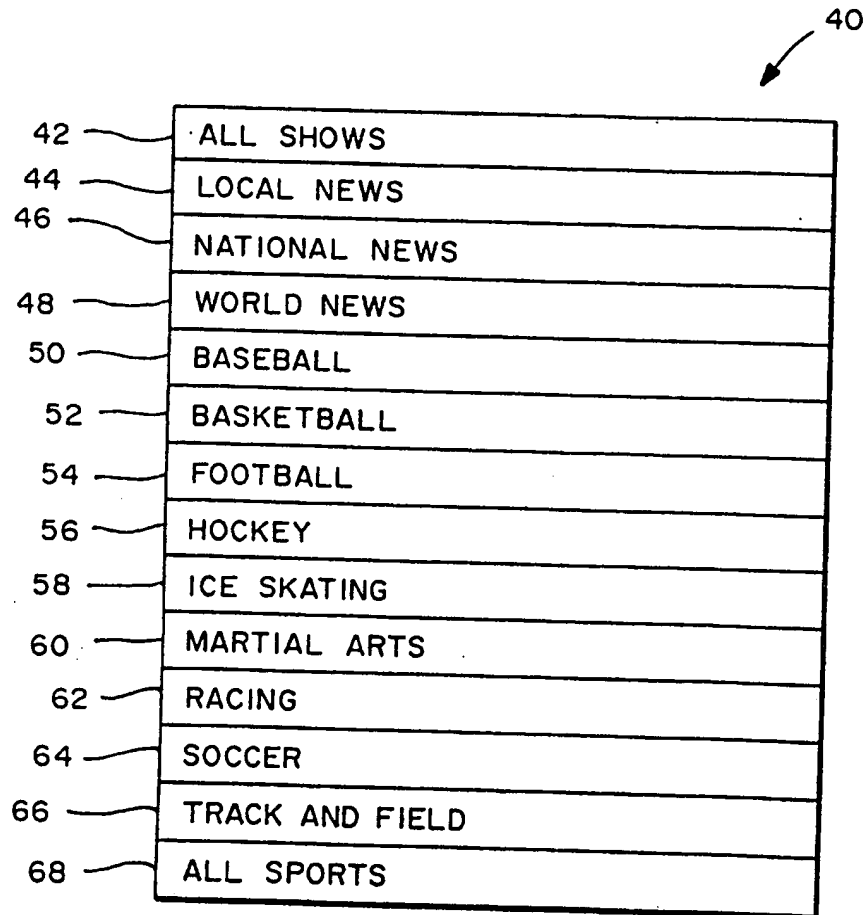 40
42 ALL SHOWS
44 LOCAL NEWS
46 NATIONAL NEWS
48 WORLD NEWS
50 BASEBALL
52 BASKETBALL
54 FOOTBALL
56 HOCKEY
58 ICE SKATING
60 MARTIAL ARTS
62 RACING
64 SOCCER
66 TRACK AND FIELD
68 ALL SPORTS